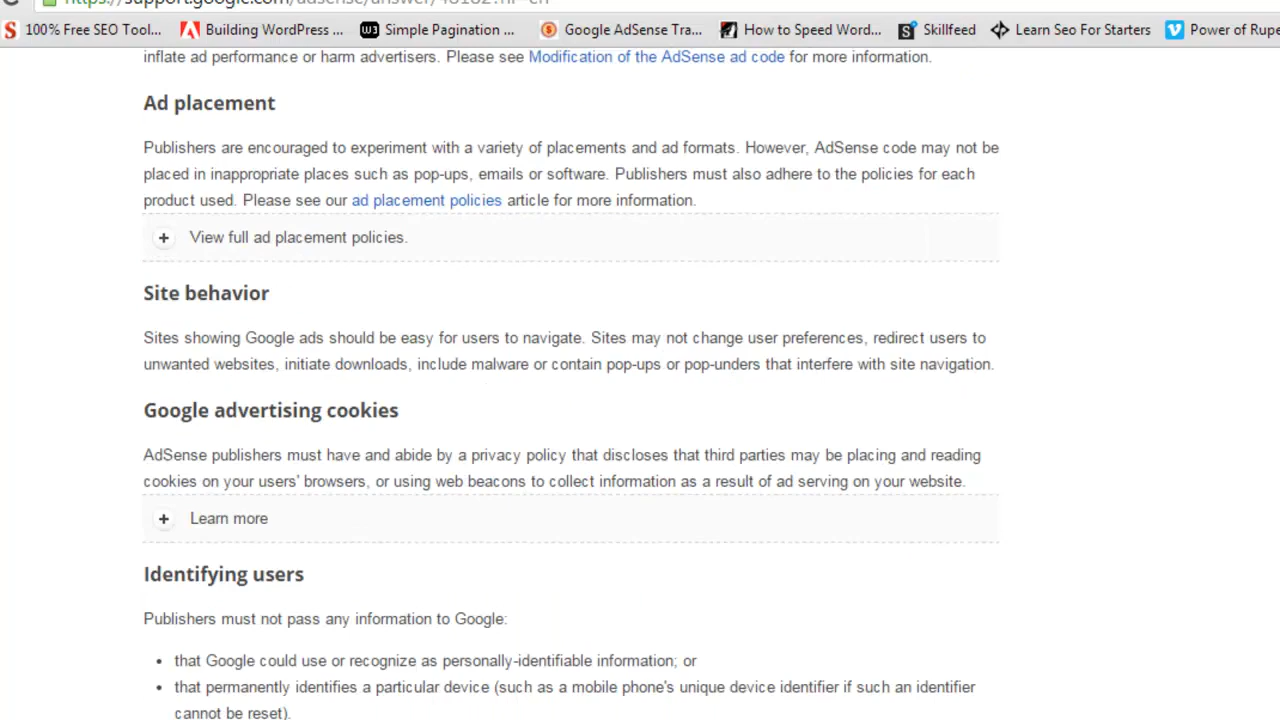 https://support.google.com/adsense/answer/48182?hl=en
100% Free SEO Tool... Building WordPress ... W3 Simple Pagination ... Google AdSense Tra... How to Speed Word... Skillfeed Learn Seo For Starters Power of Rupe
inflate ad performance or harm advertisers. Please see Modification of the AdSense ad code for more information.
Ad placement
Publishers are encouraged to experiment with a variety of placements and ad formats. However, AdSense code may not be
placed in inappropriate places such as pop-ups, emails or software. Publishers must also adhere to the policies for each
product used. Please see our ad placement policies article for more information.
+ View full ad placement policies.
Site behavior
Sites showing Google ads should be easy for users to navigate. Sites may not change user preferences, redirect users to
unwanted websites, initiate downloads, include malware or contain pop-ups or pop-unders that interfere with site navigation.
Google advertising cookies
AdSense publishers must have and abide by a privacy policy that discloses that third parties may be placing and reading
cookies on your users' browsers, or using web beacons to collect information as a result of ad serving on your website.
+ Learn more
Identifying users
Publishers must not pass any information to Google:
• that Google could use or recognize as personally-identifiable information; or
• that permanently identifies a particular device (such as a mobile phone's unique device identifier if such an identifier
cannot be reset).